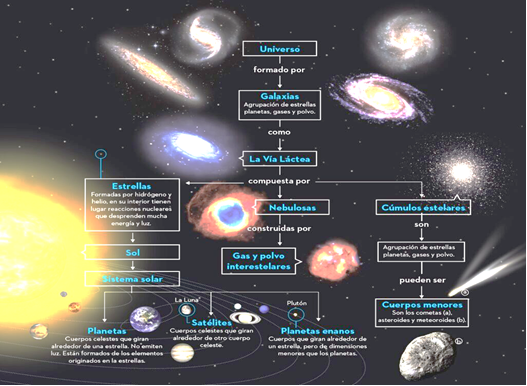 Universo
formado por
Galaxias
Agrupación de estrellas
planetas, gases y polvo.
como
La Vía Láctea
compuesta por
Estrellas
Formadas por hidrógeno y
helio, en su interior tienen
lugar reacciones nucleares
que desprenden mucha
energía y luz.
Nebulosas
Cúmulos estelares
construidas por
son
Sol
Gas y polvo
interestelares
Agrupación de estrellas
planetas, gases y polvo.
Sistema solar
pueden ser
La Luna
Plutón
Cuerpos menores
Son los cometas (a),
asteroides y meteoroides (b).
Planetas
Cuerpos celestes que giran
alrededor de una estrella. No emiten
luz. Están formados de los elementos
originados en la estrellas.
Satélites
Cuerpos celestes que giran
alrededor de otro cuerpo
celeste.
Planetas enanos
Cuerpos que giran alrededor de
un estrella, pero de dimensiones
menores que los planetas.